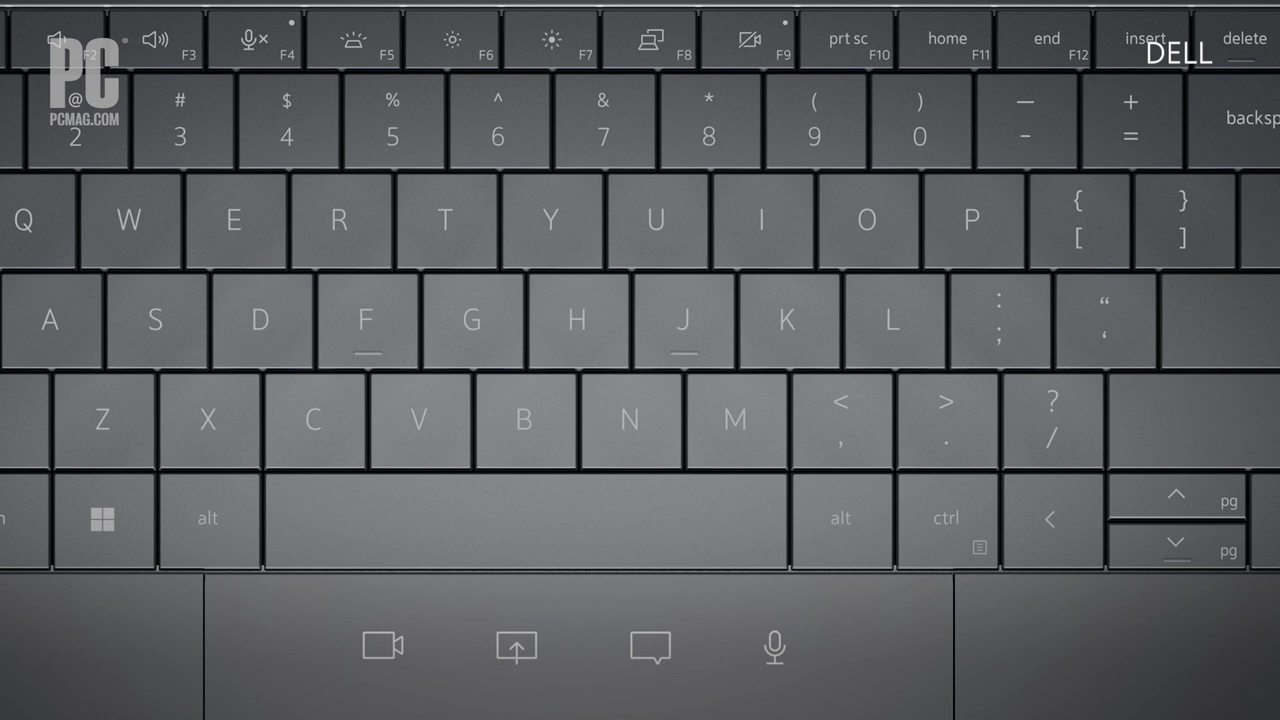 F2 F3 F4 F5 F6 F7 F8 F9 prt sc F10 home F11 end F12 insert delete
PC
PCMAG.COM
DELL
@ # $ % ^ & * ( ) — +
2 3 4 5 6 7 8 9 0 - = backsp
Q W E R T Y U I O P { [ } ]
A S D F G H J K L : ; “ ‘
Z X C V B N M < , > . ? /
n alt alt ctrl < ^ pg
pg